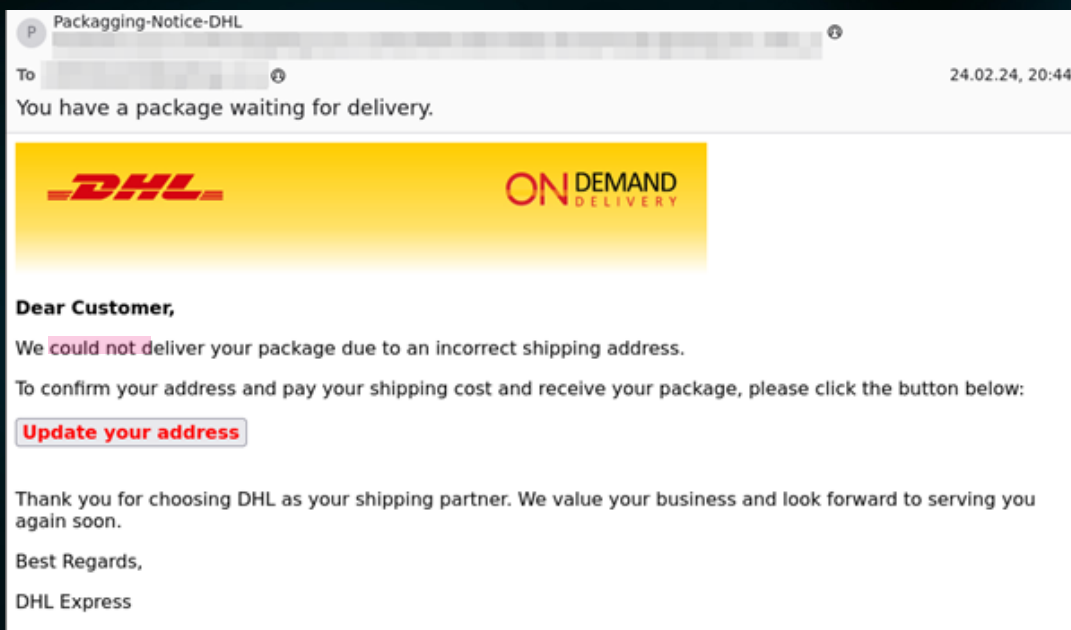 P
Packagging-Notice-DHL
To
24.02.24, 20:44
You have a package waiting for delivery.
DHL
ON DEMAND
DELIVERY
Dear Customer,
We could not deliver your package due to an incorrect shipping address.
To confirm your address and pay your shipping cost and receive your package, please click the button below:
Update your address
Thank you for choosing DHL as your shipping partner. We value your business and look forward to serving you
again soon.
Best Regards,
DHL Express